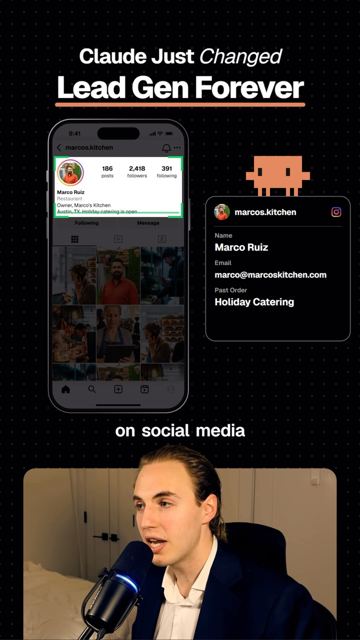 Claude Just Changed
Lead Gen Forever
9:41
marcos.kitchen
186
2,418
391
posts
followers
following
Marco Ruiz
Restaurant
Owner, Marco's Kitchen
Austin, TX. Holiday catering is open
Following
Message
marcos.kitchen
Name
Marco Ruiz
Email
marco@marcoskitchen.com
Past Order
Holiday Catering
on social media